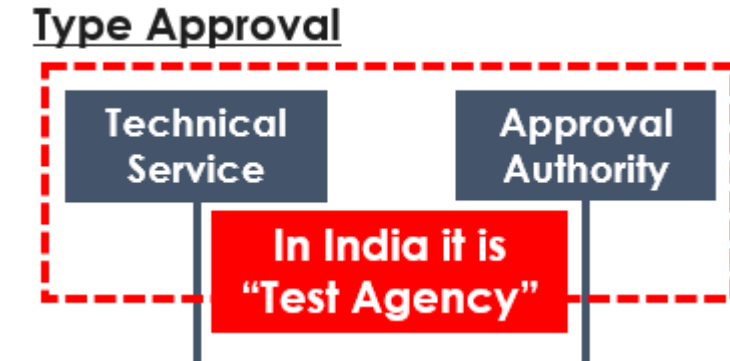 Type Approval
Technical
Service
Approval
Authority
In India it is
“Test Agency”